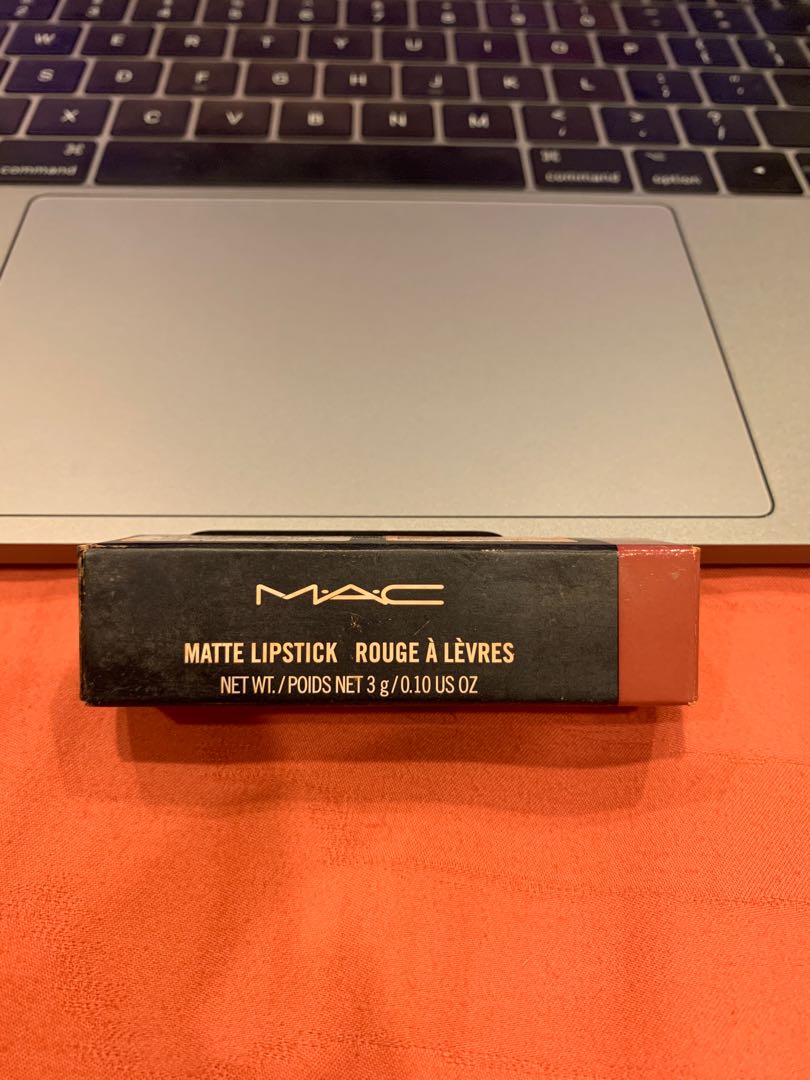 W E R T Y U I O P
S D F G H J K L
X C V B N M < , > . ? /
command
command option
M·A·C
MATTE LIPSTICK ROUGE À LÈVRES
NET WT. / POIDS NET 3 g / 0.10 US OZ